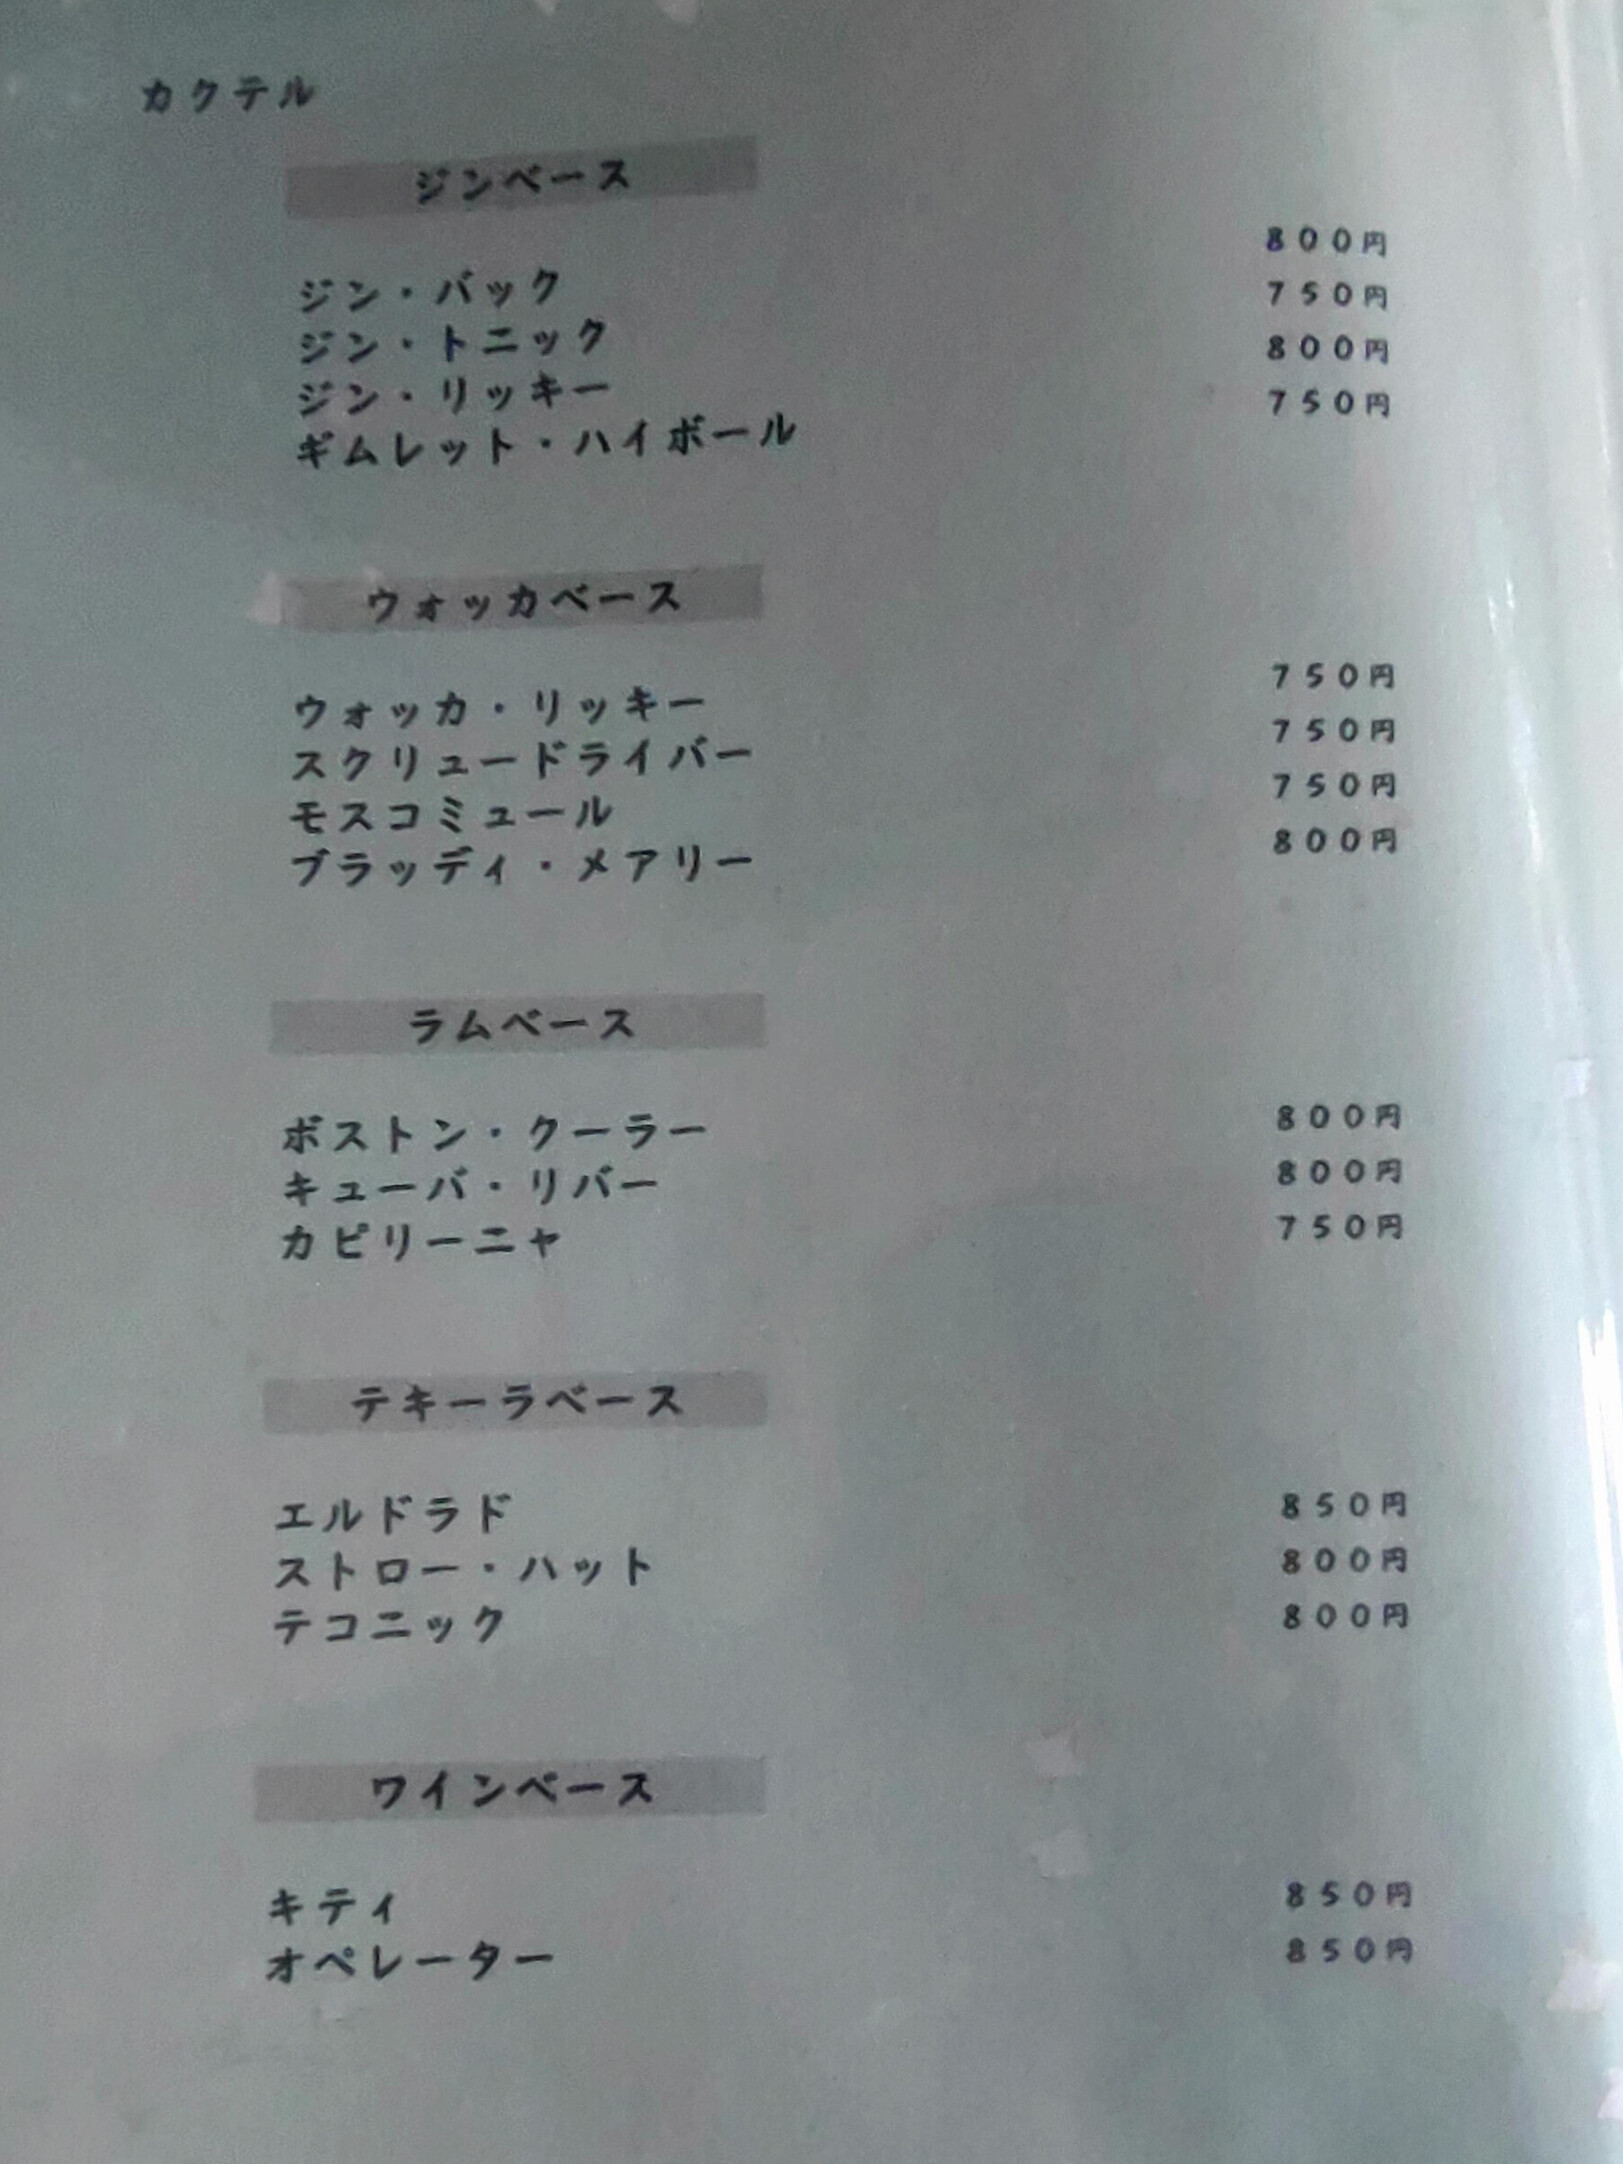 カクテル
ジンベース
ジン・バック 800円
ジン・トニック 750円
ジン・リッキー 800円
ギムレット・ハイボール 750円
ウォッカベース
ウォッカ・リッキー 750円
スクリュードライバー 750円
モスコミュール 750円
ブラッディ・メアリー 800円
ラムベース
ボストン・クーラー 800円
キューバ・リバー 800円
カピリーニャ 750円
テキーラベース
エルドラド 850円
ストロー・ハット 800円
テコニック 800円
ワインベース
キティ 850円
オペレーター 850円